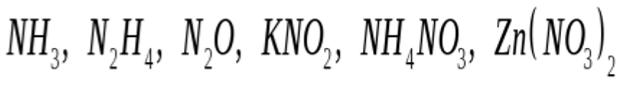 NH₃, N₂H₄, N₂O, KNO₂, NH₄NO₃, Zn(NO₃)₂